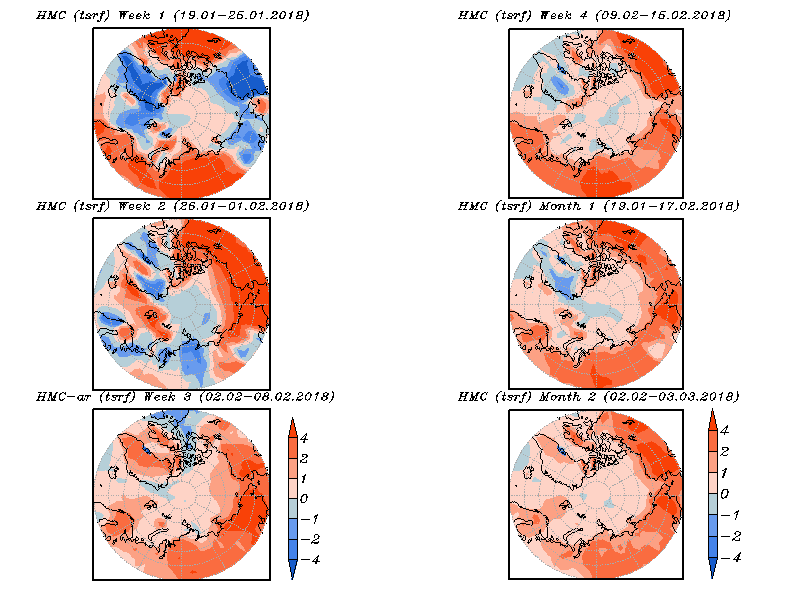 HMC (tsrf) Week 1 (19.01-25.01.2018)
HMC (tsrf) Week 4 (09.02-15.02.2018)
HMC (tsrf) Week 2 (26.01-01.02.2018)
HMC (tsrf) Month 1 (19.01-17.02.2018)
HMC-av (tsrf) Week 3 (02.02-08.02.2018)
HMC (tsrf) Month 2 (02.02-03.03.2018)
4
2
1
0
-1
-2
-4
4
2
1
0
-1
-2
-4